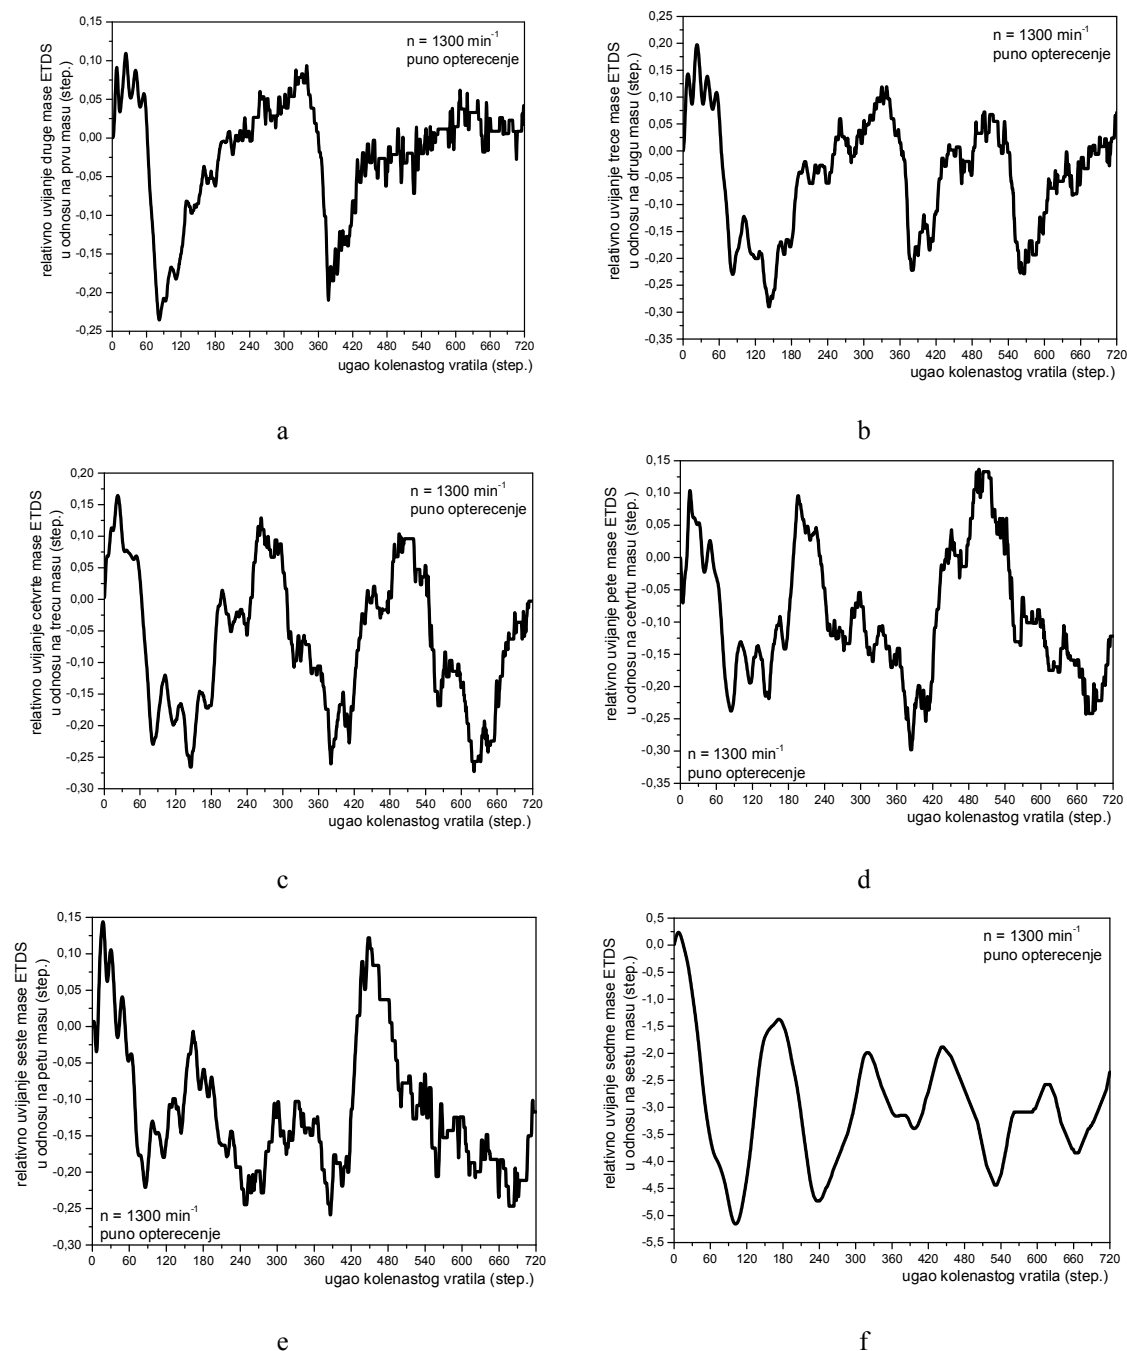 0,15
0,10
0,05
0,00
-0,05
-0,10
-0,15
-0,20
-0,25
relativno uvijanje druge mase ETDS
u odnosu na prvu masu (step.)
n = 1300 min-1
puno opterecenje
0 60 120 180 240 300 360 420 480 540 600 660 720
ugao kolenastog vratila (step.)
a
0,25
0,20
0,15
0,10
0,05
0,00
-0,05
-0,10
-0,15
-0,20
-0,25
-0,30
-0,35
relativno uvijanje trece mase ETDS
u odnosu na drugu masu (step.)
n = 1300 min-1
puno opterecenje
0 60 120 180 240 300 360 420 480 540 600 660 720
ugao kolenastog vratila (step.)
b
0,20
0,15
0,10
0,05
0,00
-0,05
-0,10
-0,15
-0,20
-0,25
-0,30
relativno uvijanje cetvrte mase ETDS
u odnosu na trecu masu (step.)
n = 1300 min-1
puno opterecenje
0 60 120 180 240 300 360 420 480 540 600 660 720
ugao kolenastog vratila (step.)
c
0,15
0,10
0,05
0,00
-0,05
-0,10
-0,15
-0,20
-0,25
-0,30
-0,35
relativno uvijanje pete mase ETDS
u odnosu na cetvrtu masu (step.)
n = 1300 min-1
puno opterecenje
0 60 120 180 240 300 360 420 480 540 600 660 720
ugao kolenastog vratila (step.)
d
0,15
0,10
0,05
0,00
-0,05
-0,10
-0,15
-0,20
-0,25
-0,30
relativno uvijanje seste mase ETDS
u odnosu na petu masu (step.)
n = 1300 min-1
puno opterecenje
0 60 120 180 240 300 360 420 480 540 600 660 720
ugao kolenastog vratila (step.)
e
0,5
0,0
-0,5
-1,0
-1,5
-2,0
-2,5
-3,0
-3,5
-4,0
-4,5
-5,0
-5,5
relativno uvijanje sedme mase ETDS
u odnosu na sestu masu (step.)
n = 1300 min-1
puno opterecenje
0 60 120 180 240 300 360 420 480 540 600 660 720
ugao kolenastog vratila (step.)
f